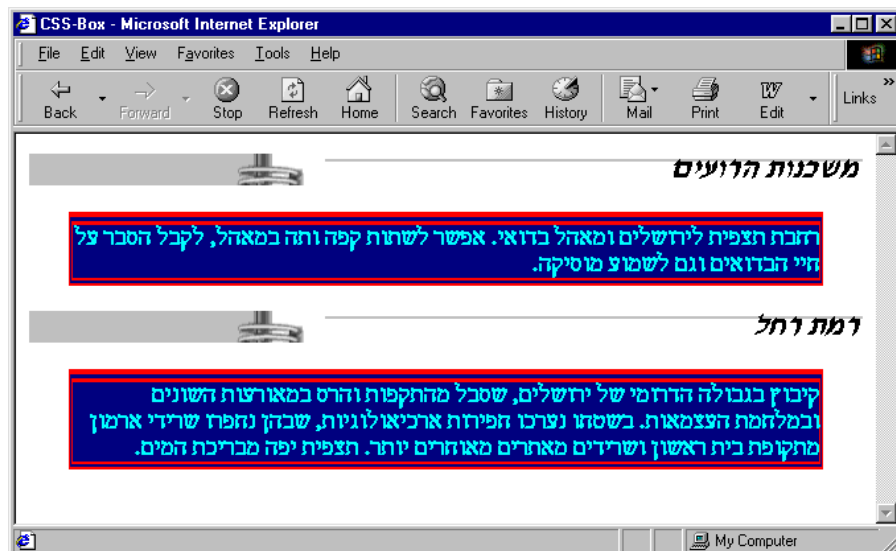 CSS-Box - Microsoft Internet Explorer
File Edit View Favorites Tools Help
Back Forward Stop Refresh Home Search Favorites History Mail Print Edit Links »
משכנות הרועים
רחבת תצפית לירושלים ומאהל בדואי. אפשר לשתות קפה ותה במאהל, לקבל הסבר על
חיי הבדואים וגם לשמוע מוסיקה.
רמת רחל
קיבוץ בגבולה הדרומי של ירושלים, שסבל מהתקפות והרס במאורעות השונים
ובמלחמת העצמאות. בשטחו נערכו חפירות ארכיאולוגיות, שבהן נחפרו שרידי ארמון
מתקופת בית ראשון ושרידים מאתרים מאוחרים יותר. תצפית יפה מבריכת המים.
My Computer